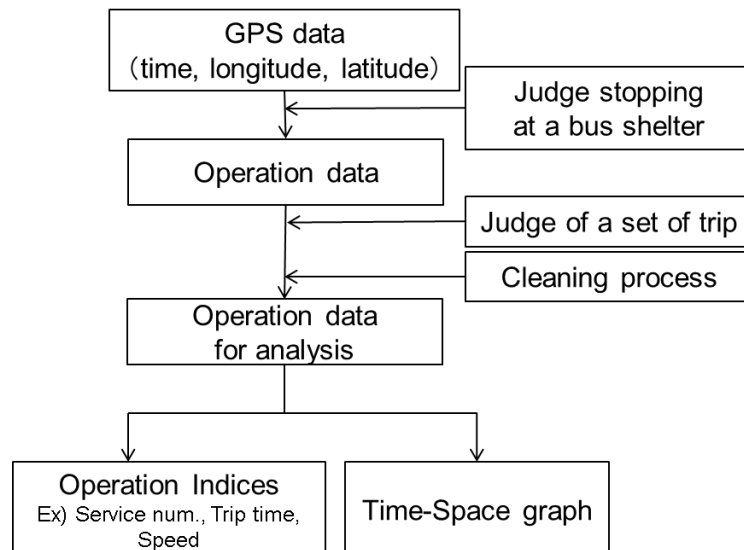 GPS data
（time, longitude, latitude）
Judge stopping
at a bus shelter
Operation data
Judge of a set of trip
Cleaning process
Operation data
for analysis
Operation Indices
Ex) Service num., Trip time,
Speed
Time-Space graph